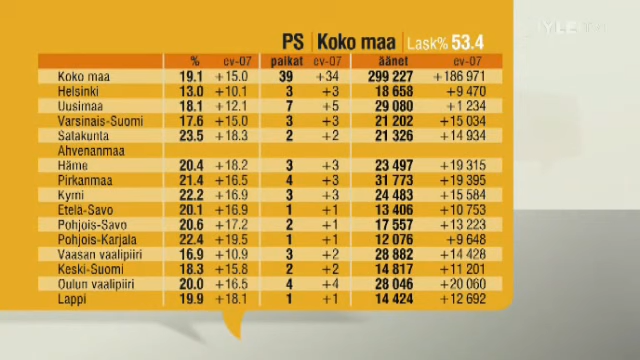 YLE TV1
PS Koko maa Lask% 53.4
% ev-07 paikat ev-07 äänet ev-07
Koko maa 19.1 +15.0 39 +34 299 227 +186 971
Helsinki 13.0 +10.1 3 +3 18 658 +9 470
Uusimaa 18.1 +12.1 7 +5 29 080 +1 234
Varsinais-Suomi 17.6 +15.0 3 +3 21 202 +15 034
Satakunta 23.5 +18.3 2 +2 21 326 +14 934
Ahvenanmaa
Häme 20.4 +18.2 3 +3 23 497 +19 315
Pirkanmaa 21.4 +16.5 4 +3 31 773 +19 395
Kymi 22.2 +16.9 3 +3 24 483 +15 584
Etelä-Savo 20.1 +16.9 1 +1 13 406 +10 753
Pohjois-Savo 20.6 +17.2 2 +1 17 557 +13 223
Pohjois-Karjala 22.4 +19.5 1 +1 12 076 +9 648
Vaasan vaalipiiri 16.9 +10.9 3 +2 28 882 +14 428
Keski-Suomi 18.3 +15.8 2 +2 14 817 +11 201
Oulun vaalipiiri 20.0 +16.5 4 +4 28 046 +20 060
Lappi 19.9 +18.1 1 +1 14 424 +12 692